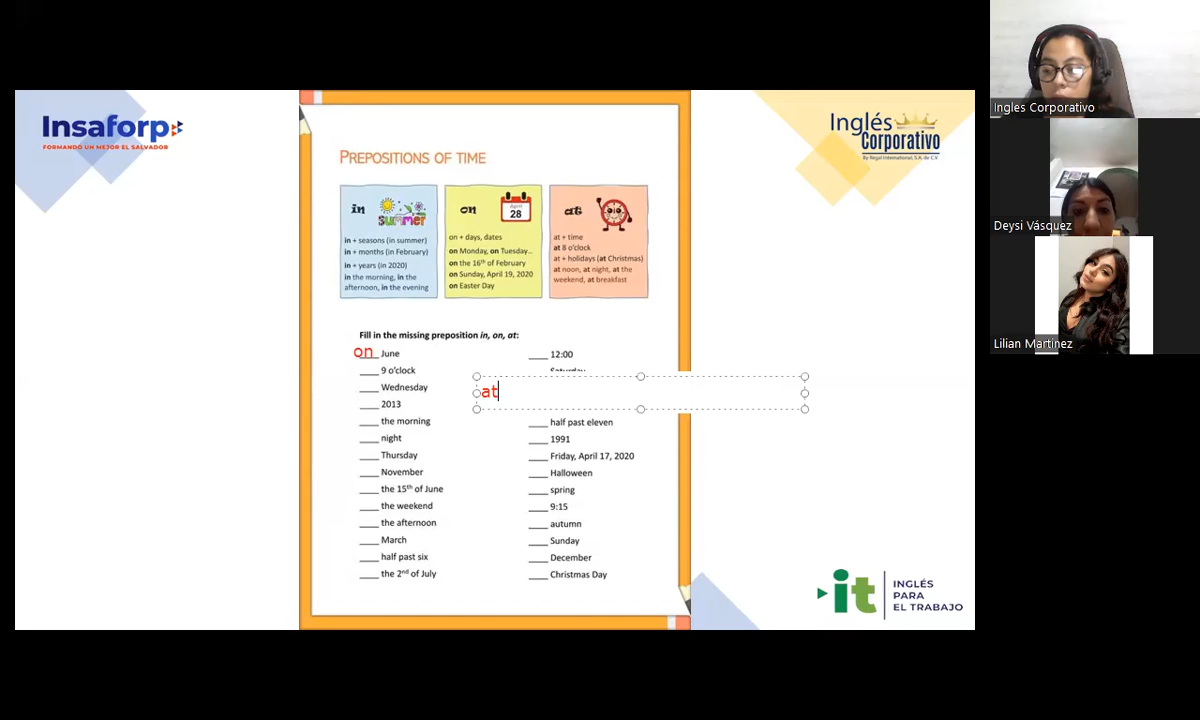 Insaforp
FORMANDO UN MEJOR EL SALVADOR
Inglés
Corporativo
By Regal International, S.A. de C.V
PREPOSITIONS OF TIME
in
summer
in + seasons (in summer)
in + months (in February)
in + years (in 2020)
in the morning, in the
afternoon, in the evening
on
April
28
on + days, dates
on Monday, on Tuesday...
on the 16th of February
on Sunday, April 19, 2020
on Easter Day
at
at + time
at 8 o'clock
at + holidays (at Christmas)
at noon, at night, at the
weekend, at breakfast
Fill in the missing preposition in, on, at:
on June
____ 9 o'clock
____ Wednesday
____ 2013
____ the morning
____ night
____ Thursday
____ November
____ the 15th of June
____ the weekend
____ the afternoon
____ March
____ half past six
____ the 2nd of July
____ 12:00
Saturday
at
____ half past eleven
____ 1991
____ Friday, April 17, 2020
____ Halloween
____ spring
____ 9:15
____ autumn
____ Sunday
____ December
____ Christmas Day
it
INGLÉS
PARA
EL TRABAJO
Ingles Corporativo
Deysi Vásquez
Lilian Martinez